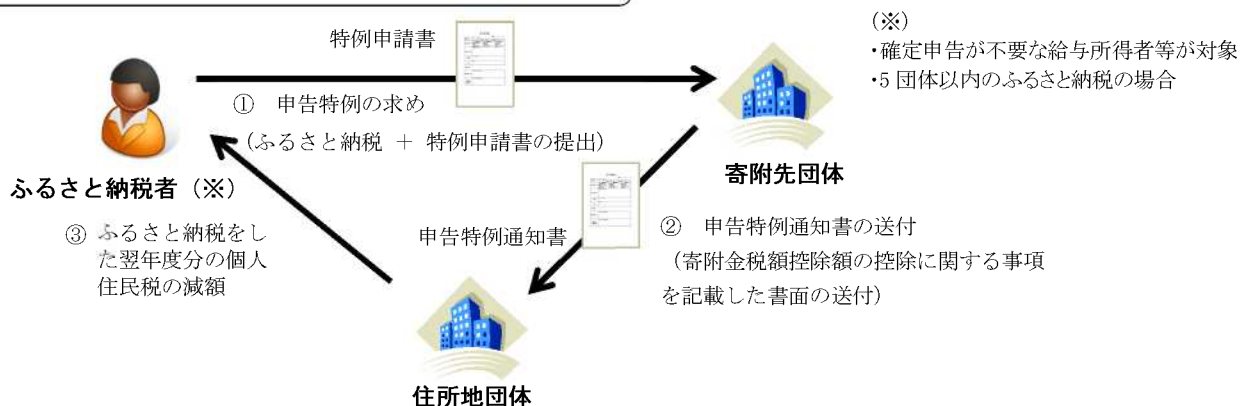 特例申請書
① 申告特例の求め
(ふるさと納税 + 特例申請書の提出)
(※)
・確定申告が不要な給与所得者等が対象
・5 団体以内のふるさと納税の場合
ふるさと納税者(※)
寄附先団体
③ ふるさと納税をし
た翌年度分の個人
住民税の減額
申告特例通知書
② 申告特例通知書の送付
(寄附金税額控除額の控除に関する事項
を記載した書面の送付)
住所地団体